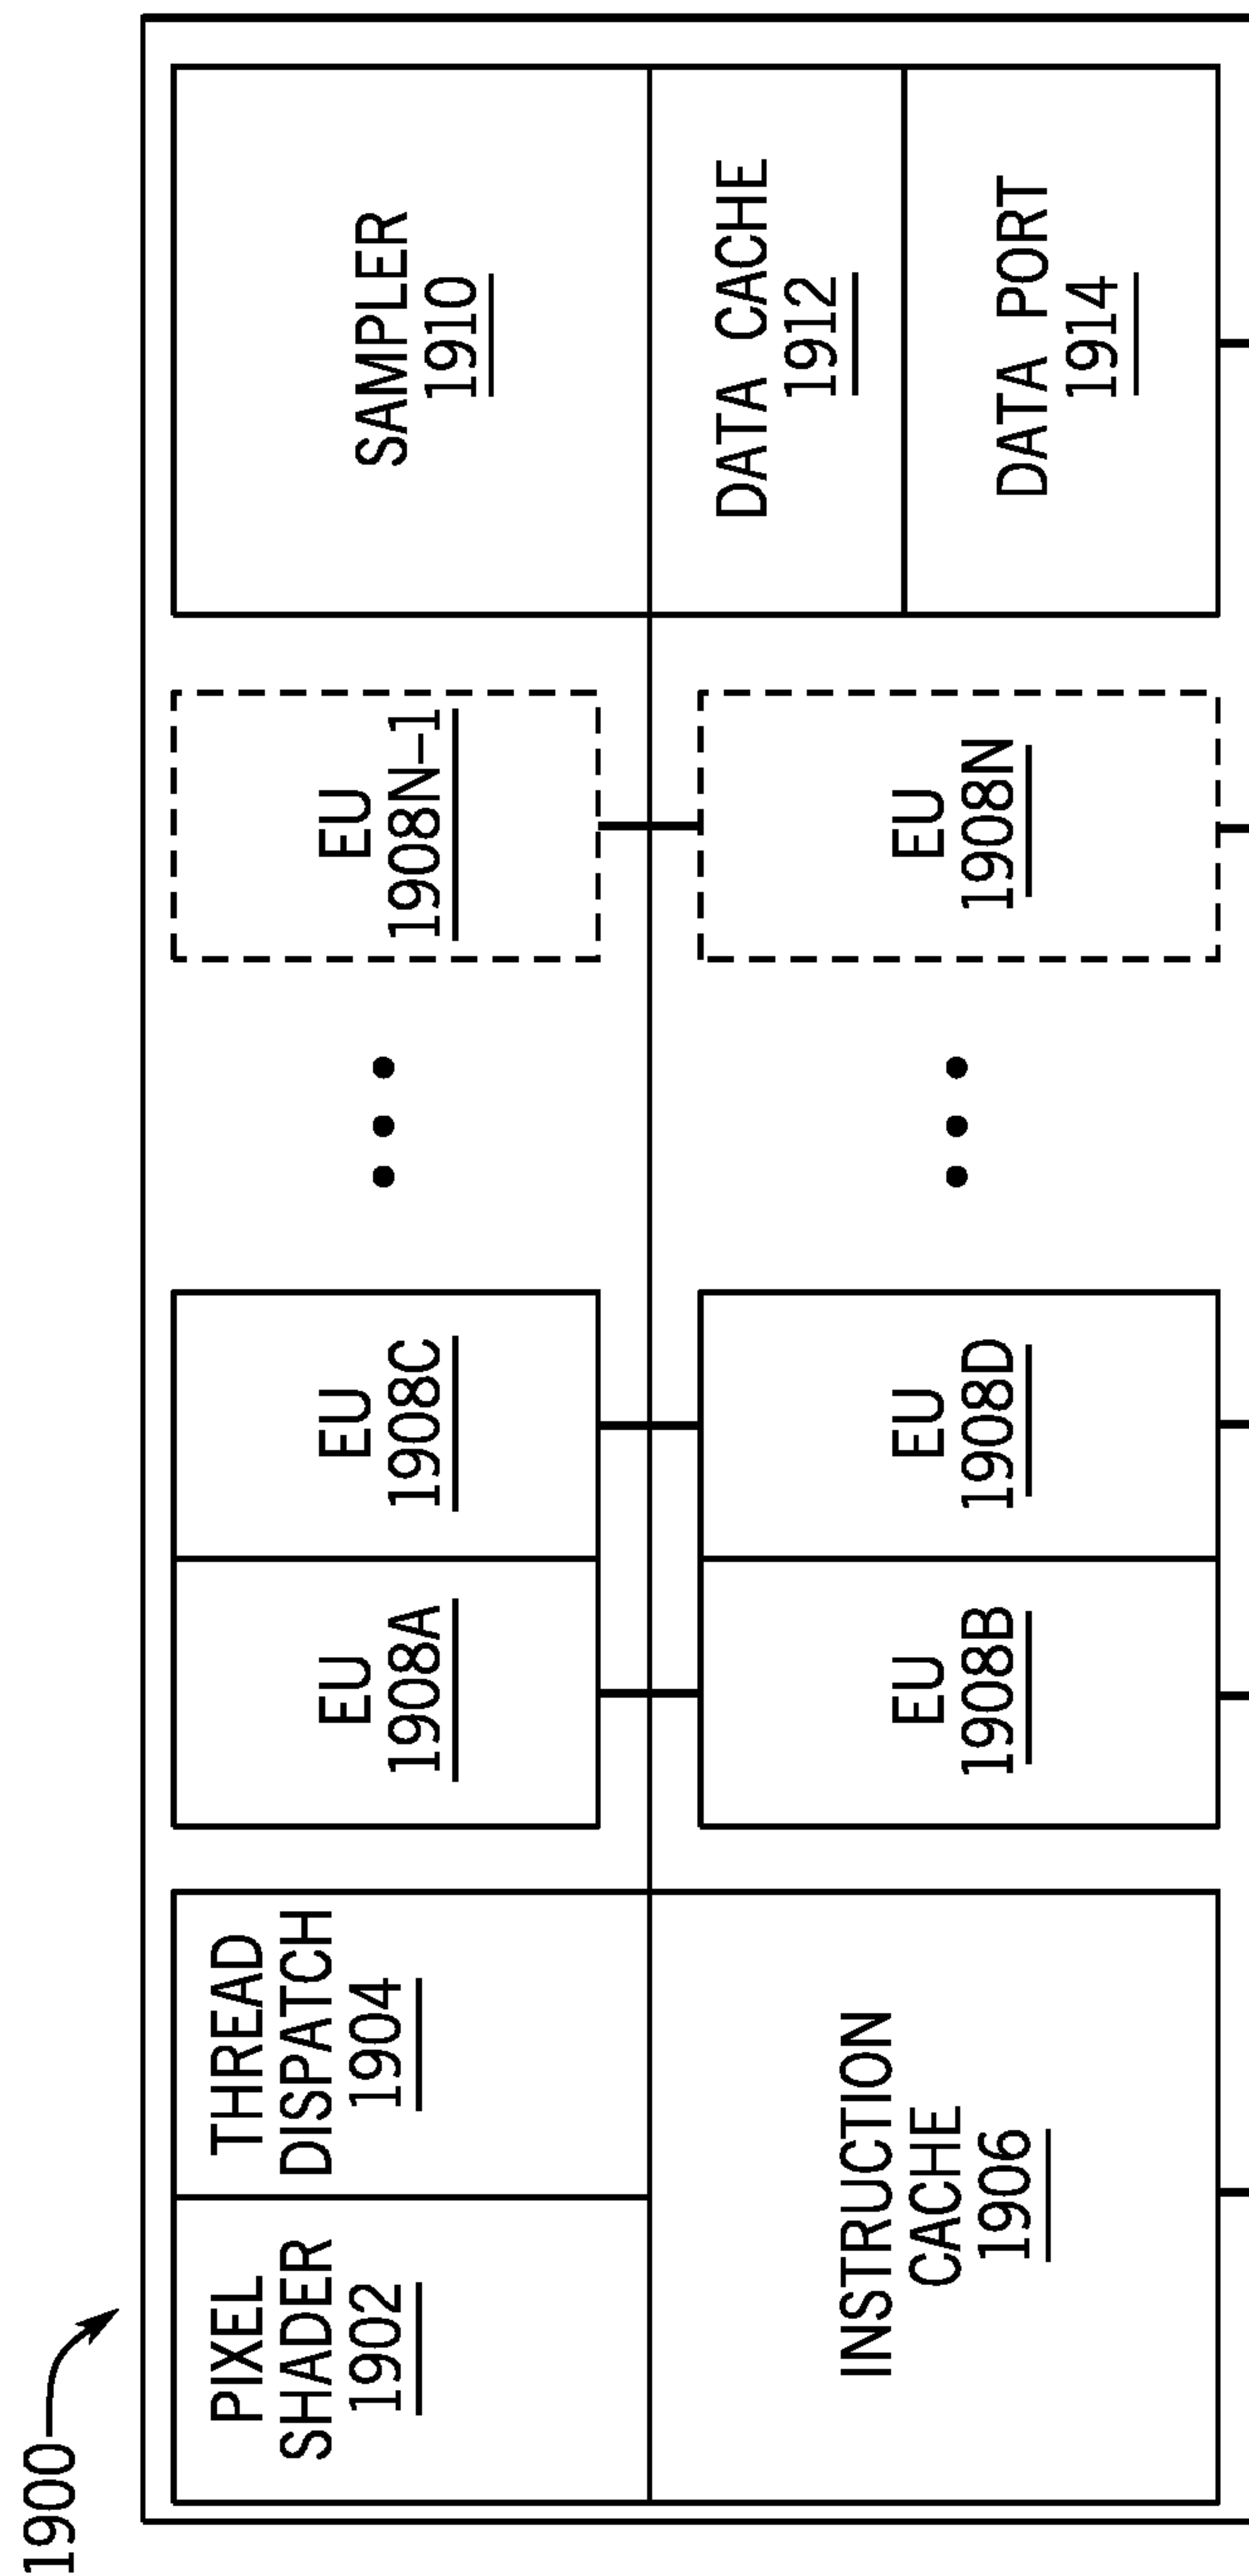 1900
PIXEL
SHADER
1902
THREAD
DISPATCH
1904
INSTRUCTION
CACHE
1906
EU
1908A
EU
1908C
EU
1908N-1
EU
1908B
EU
1908D
EU
1908N
SAMPLER
1910
DATA CACHE
1912
DATA PORT
1914